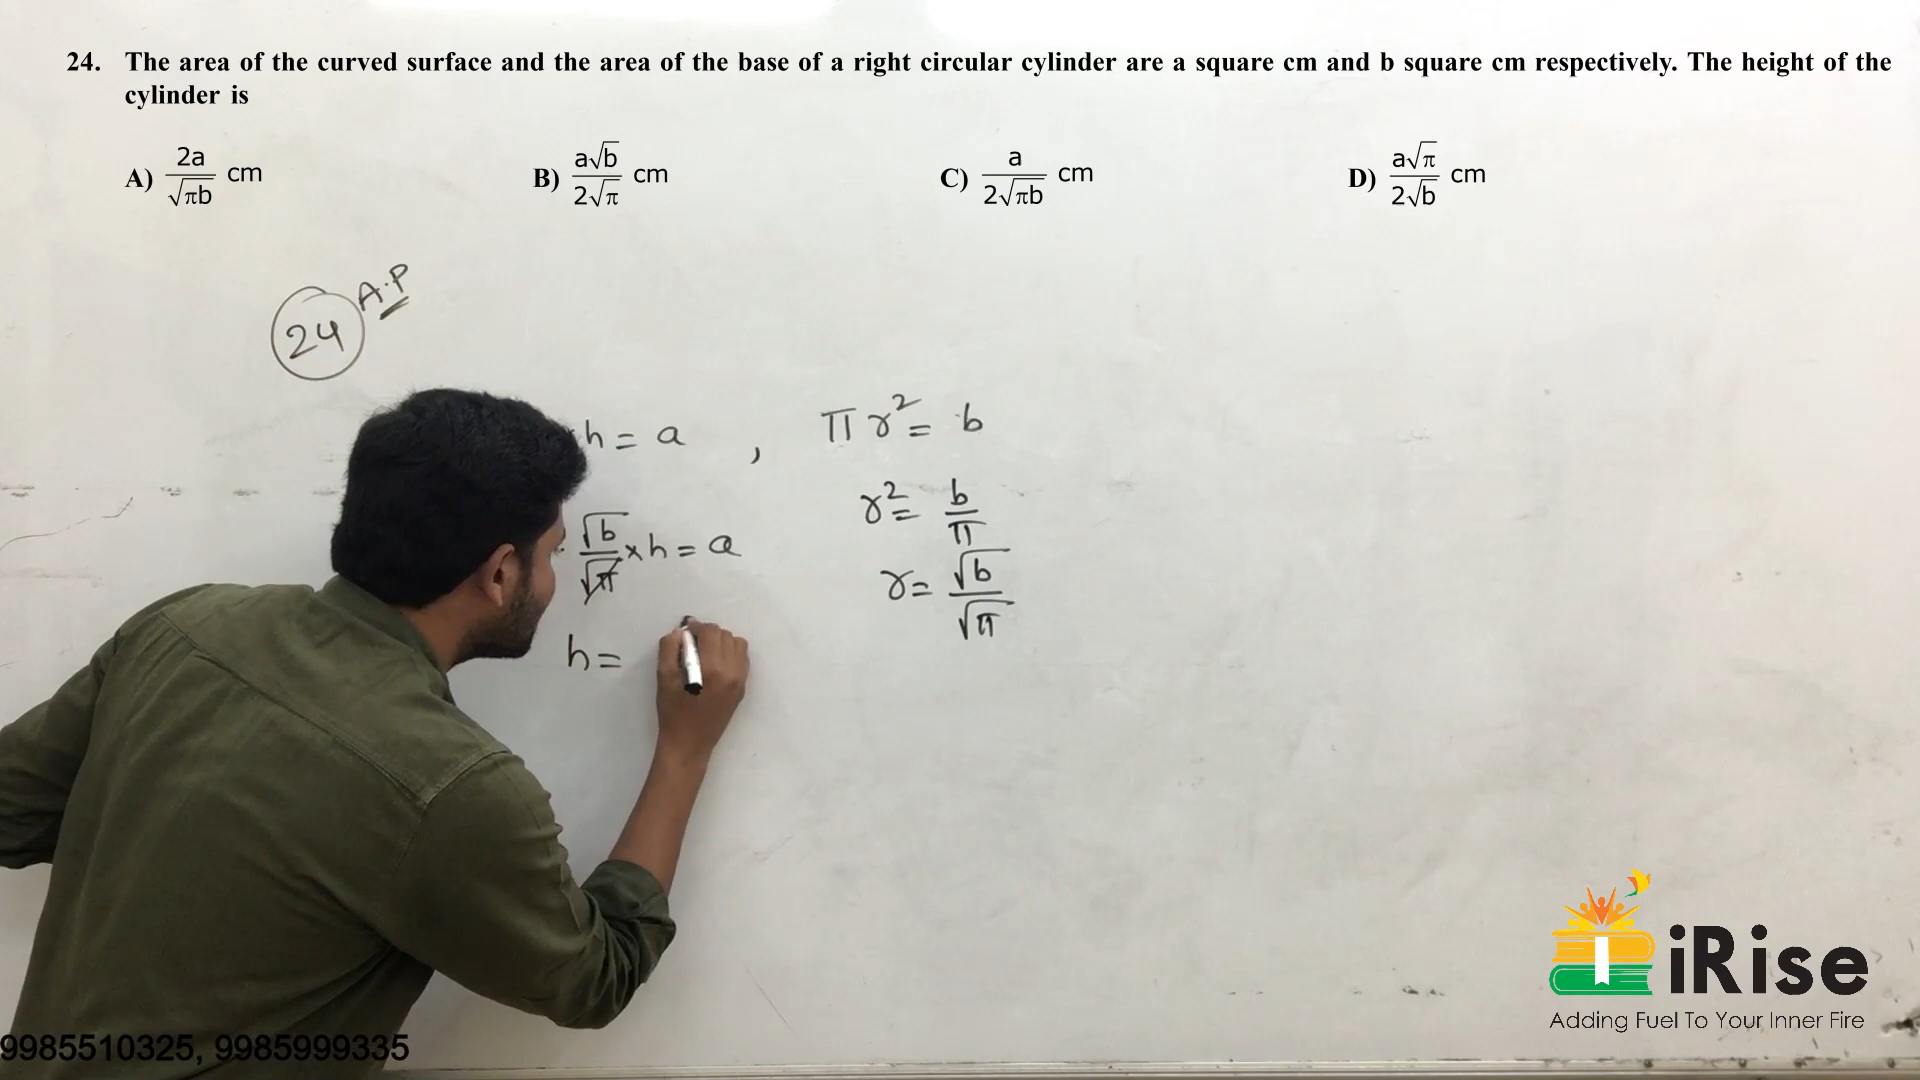 24. The area of the curved surface and the area of the base of a right circular cylinder are a square cm and b square cm respectively. The height of the
cylinder is
A) 2a/√πb cm B) a√b/2√π cm C) a/2√πb cm D) a√π/2√b cm
24 A.P
h = a , πr² = b
r² = b/π
√b/√π × h = a
r = √b/√π
h =
iRise
Adding Fuel To Your Inner Fire
9985510325, 9985999335